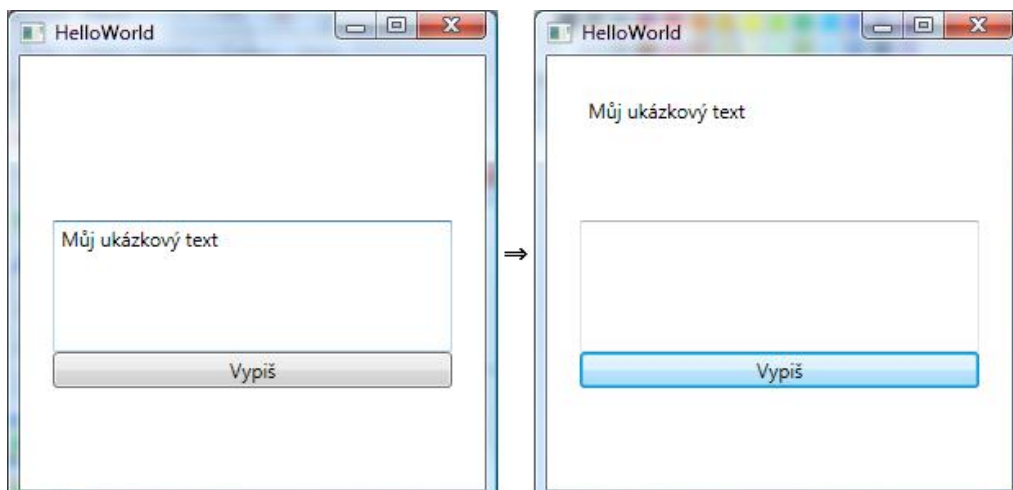 HelloWorld
Můj ukázkový text
Vypiš
⇒
HelloWorld
Můj ukázkový text
Vypiš